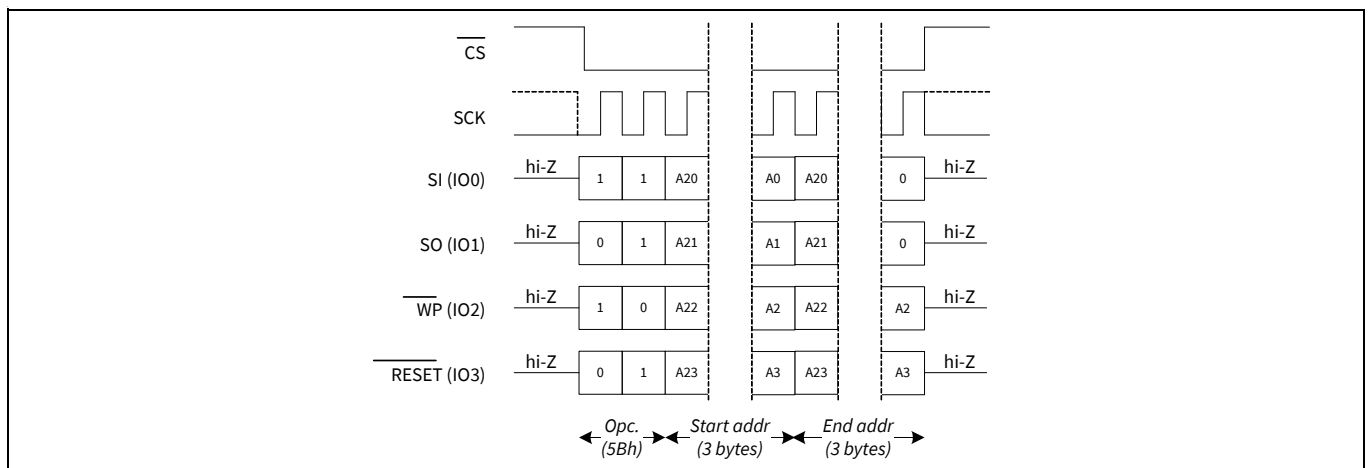 CS
SCK
SI (IO0) hi-Z 1 1 A20 A0 A20 0 hi-Z
SO (IO1) hi-Z 0 1 A21 A1 A21 0 hi-Z
WP (IO2) hi-Z 1 0 A22 A2 A22 A2 hi-Z
RESET (IO3) hi-Z 0 1 A23 A3 A23 A3 hi-Z
Opc. Start addr End addr
(5Bh) (3 bytes) (3 bytes)